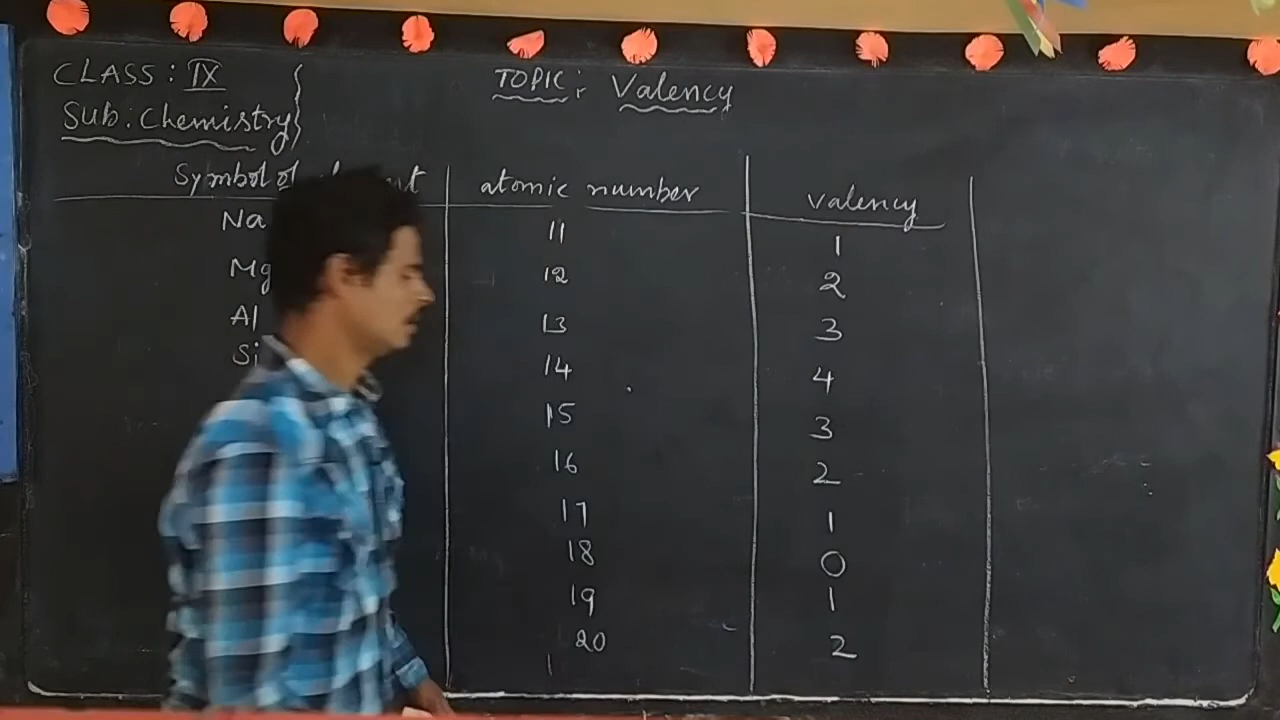 CLASS: IX
Sub: Chemistry
TOPIC: Valency
Symbol of atomic number valency
Na 11 1
Mg 12 2
Al 13 3
Si 14 4
15 3
16 2
17 1
18 0
19 1
20 2